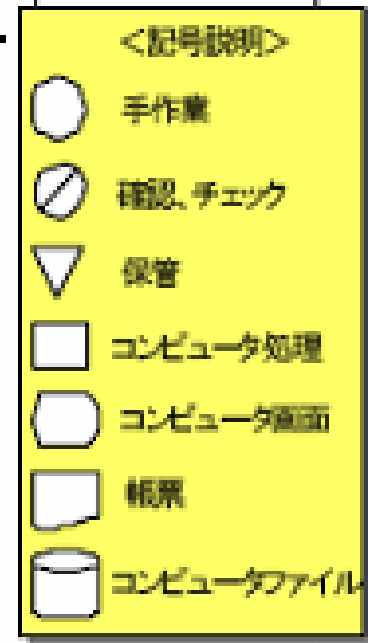 ＜記号説明＞
手作業
確認、チェック
保管
コンピュータ処理
コンピュータ画面
帳票
コンピュータファイル